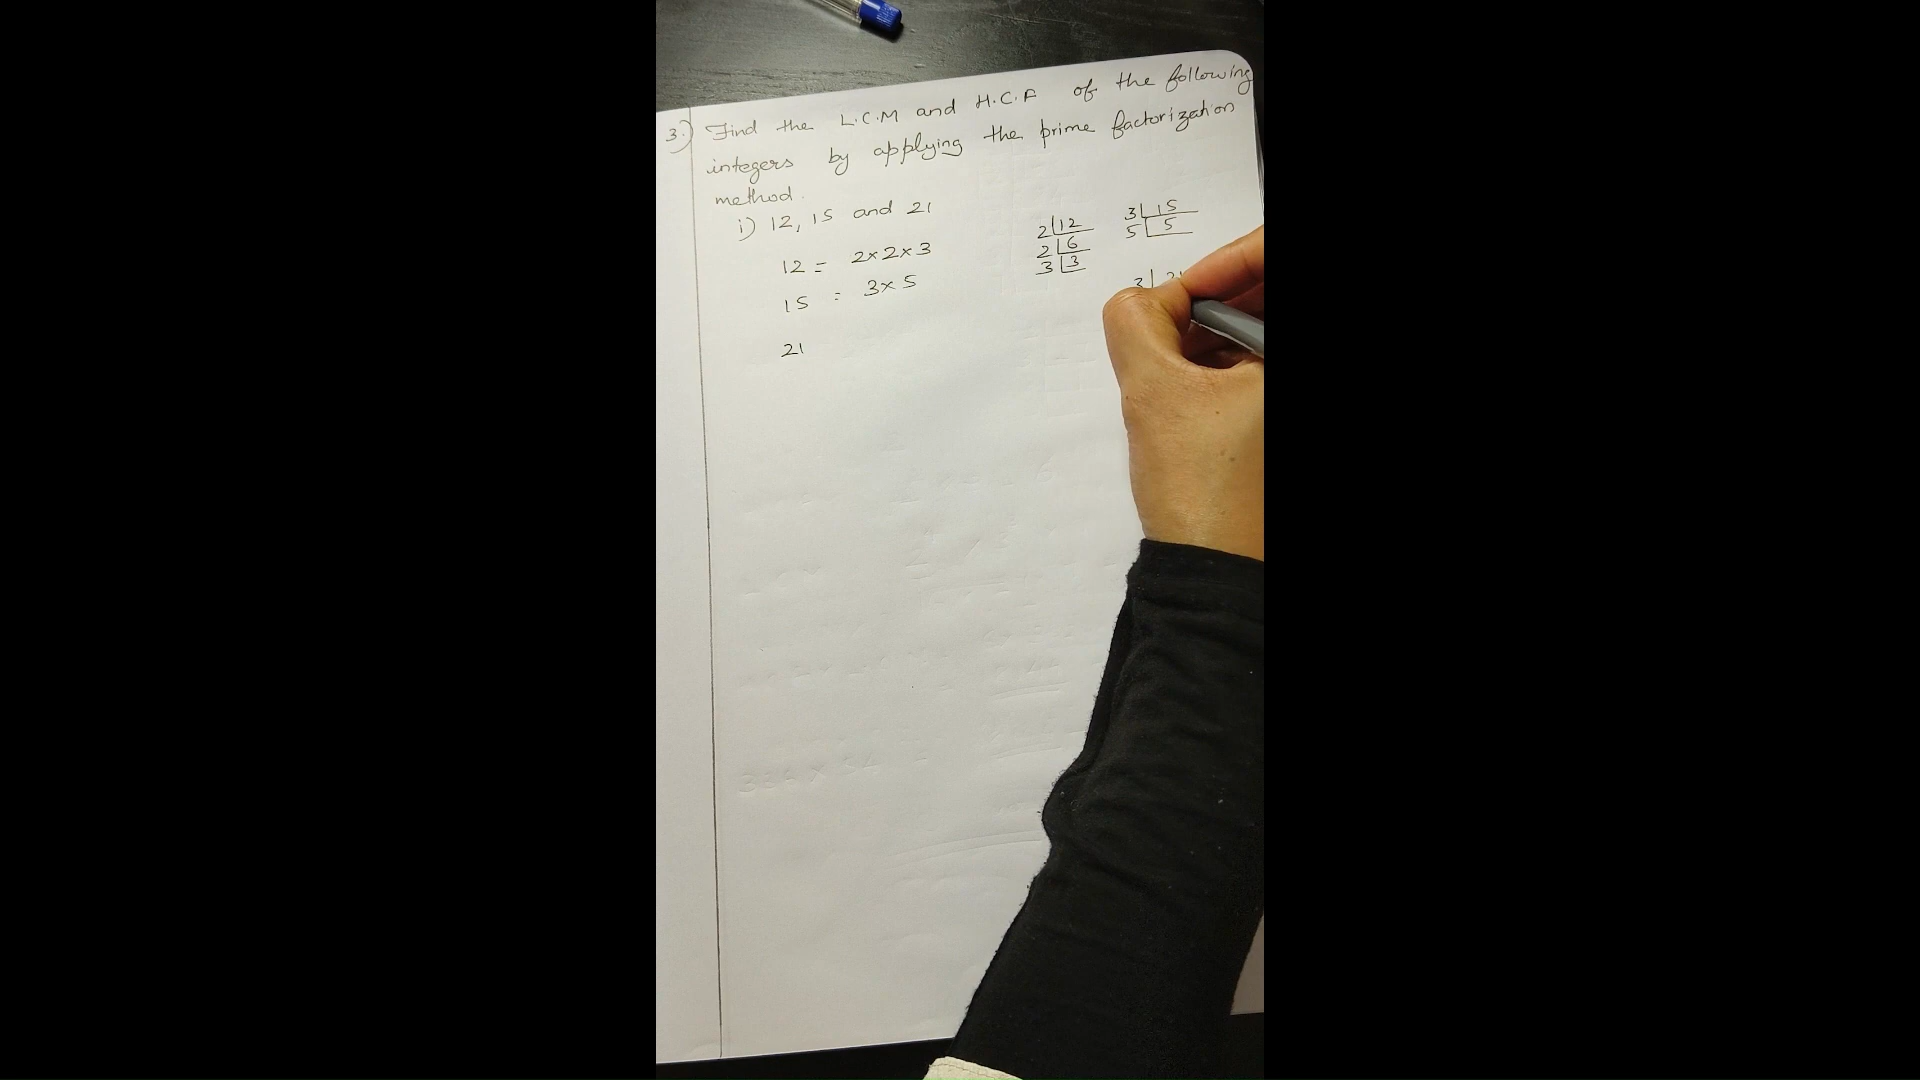 3.) Find the L.C.M and H.C.F of the following
integers by applying the prime factorization
method.
i) 12, 15 and 21
12 = 2×2×3
15 = 3×5
21
2 12
2 6
3 3
3 15
5 5
3